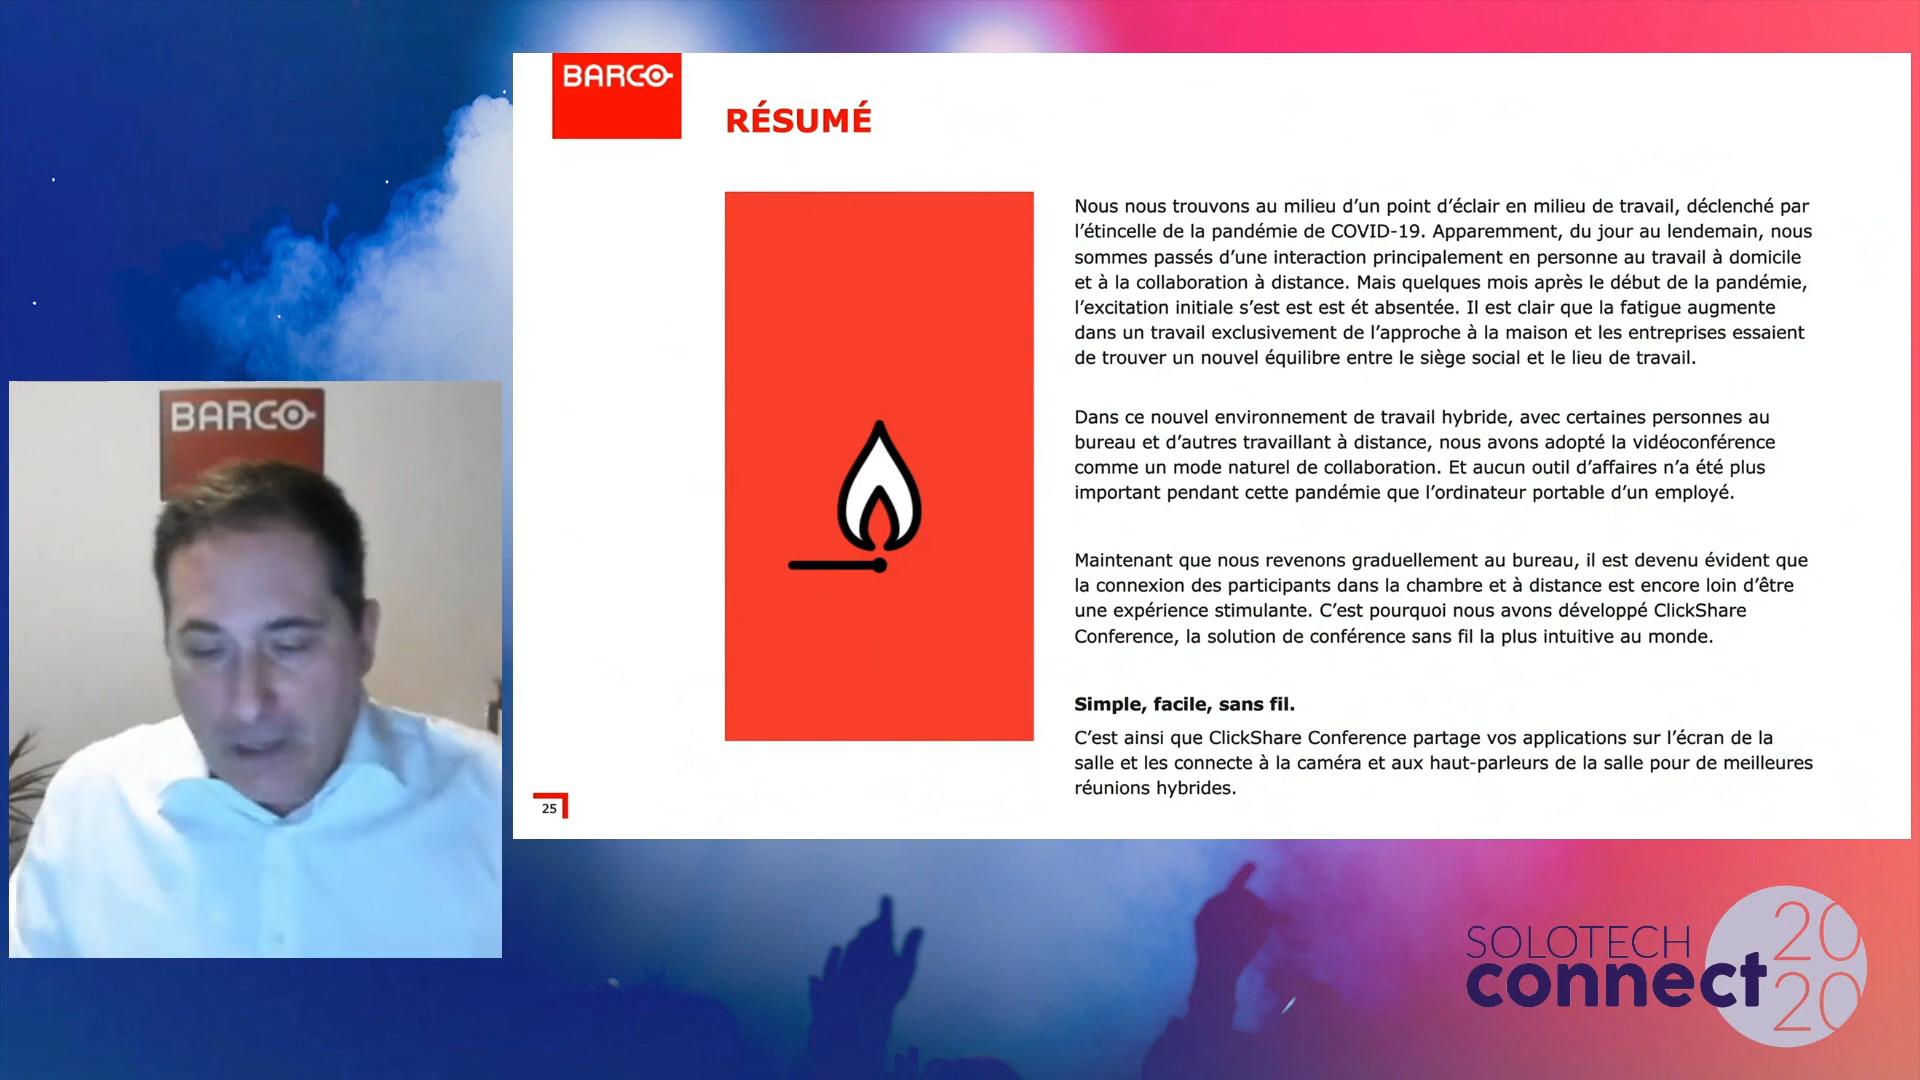 BARCO
RÉSUMÉ
Nous nous trouvons au milieu d’un point d’éclair en milieu de travail, déclenché par
l’étincelle de la pandémie de COVID-19. Apparemment, du jour au lendemain, nous
sommes passés d’une interaction principalement en personne au travail à domicile
et à la collaboration à distance. Mais quelques mois après le début de la pandémie,
l’excitation initiale s’est est est ét absentée. Il est clair que la fatigue augmente
dans un travail exclusivement de l’approche à la maison et les entreprises essaient
de trouver un nouvel équilibre entre le siège social et le lieu de travail.
Dans ce nouvel environnement de travail hybride, avec certaines personnes au
bureau et d’autres travaillant à distance, nous avons adopté la vidéoconférence
comme un mode naturel de collaboration. Et aucun outil d’affaires n’a été plus
important pendant cette pandémie que l’ordinateur portable d’un employé.
Maintenant que nous revenons graduellement au bureau, il est devenu évident que
la connexion des participants dans la chambre et à distance est encore loin d’être
une expérience stimulante. C’est pourquoi nous avons développé ClickShare
Conference, la solution de conférence sans fil la plus intuitive au monde.
Simple, facile, sans fil.
C’est ainsi que ClickShare Conference partage vos applications sur l’écran de la
salle et les connecte à la caméra et aux haut-parleurs de la salle pour de meilleures
réunions hybrides.
25
BARCO
SOLOTECH
connect
20
20